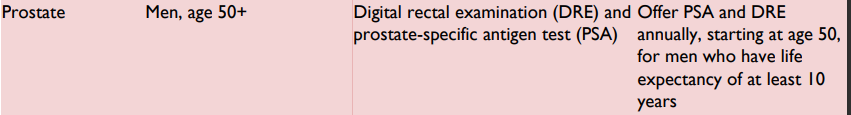 Prostate
Men, age 50+
Digital rectal examination (DRE) and
prostate-specific antigen test (PSA)
Offer PSA and DRE
annually, starting at age 50,
for men who have life
expectancy of at least 10
years